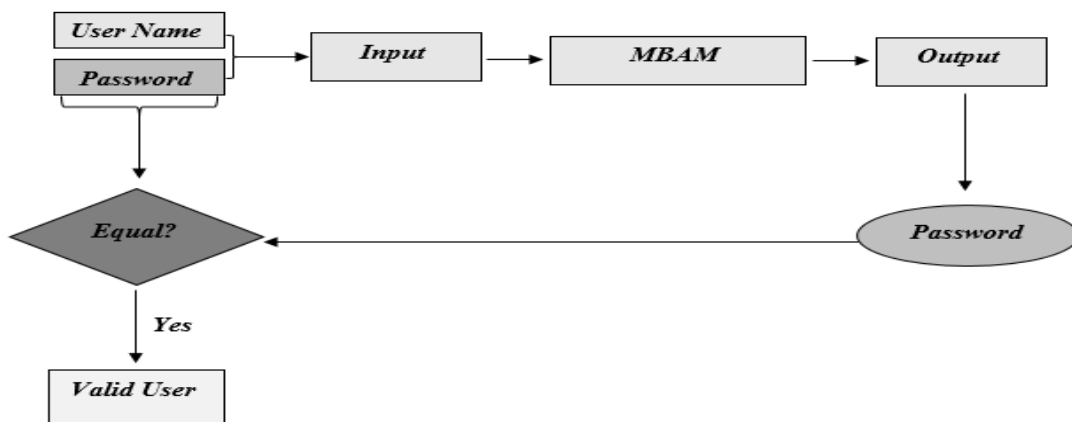 User Name
Password
Input
MBAM
Output
Equal?
Password
Yes
Valid User